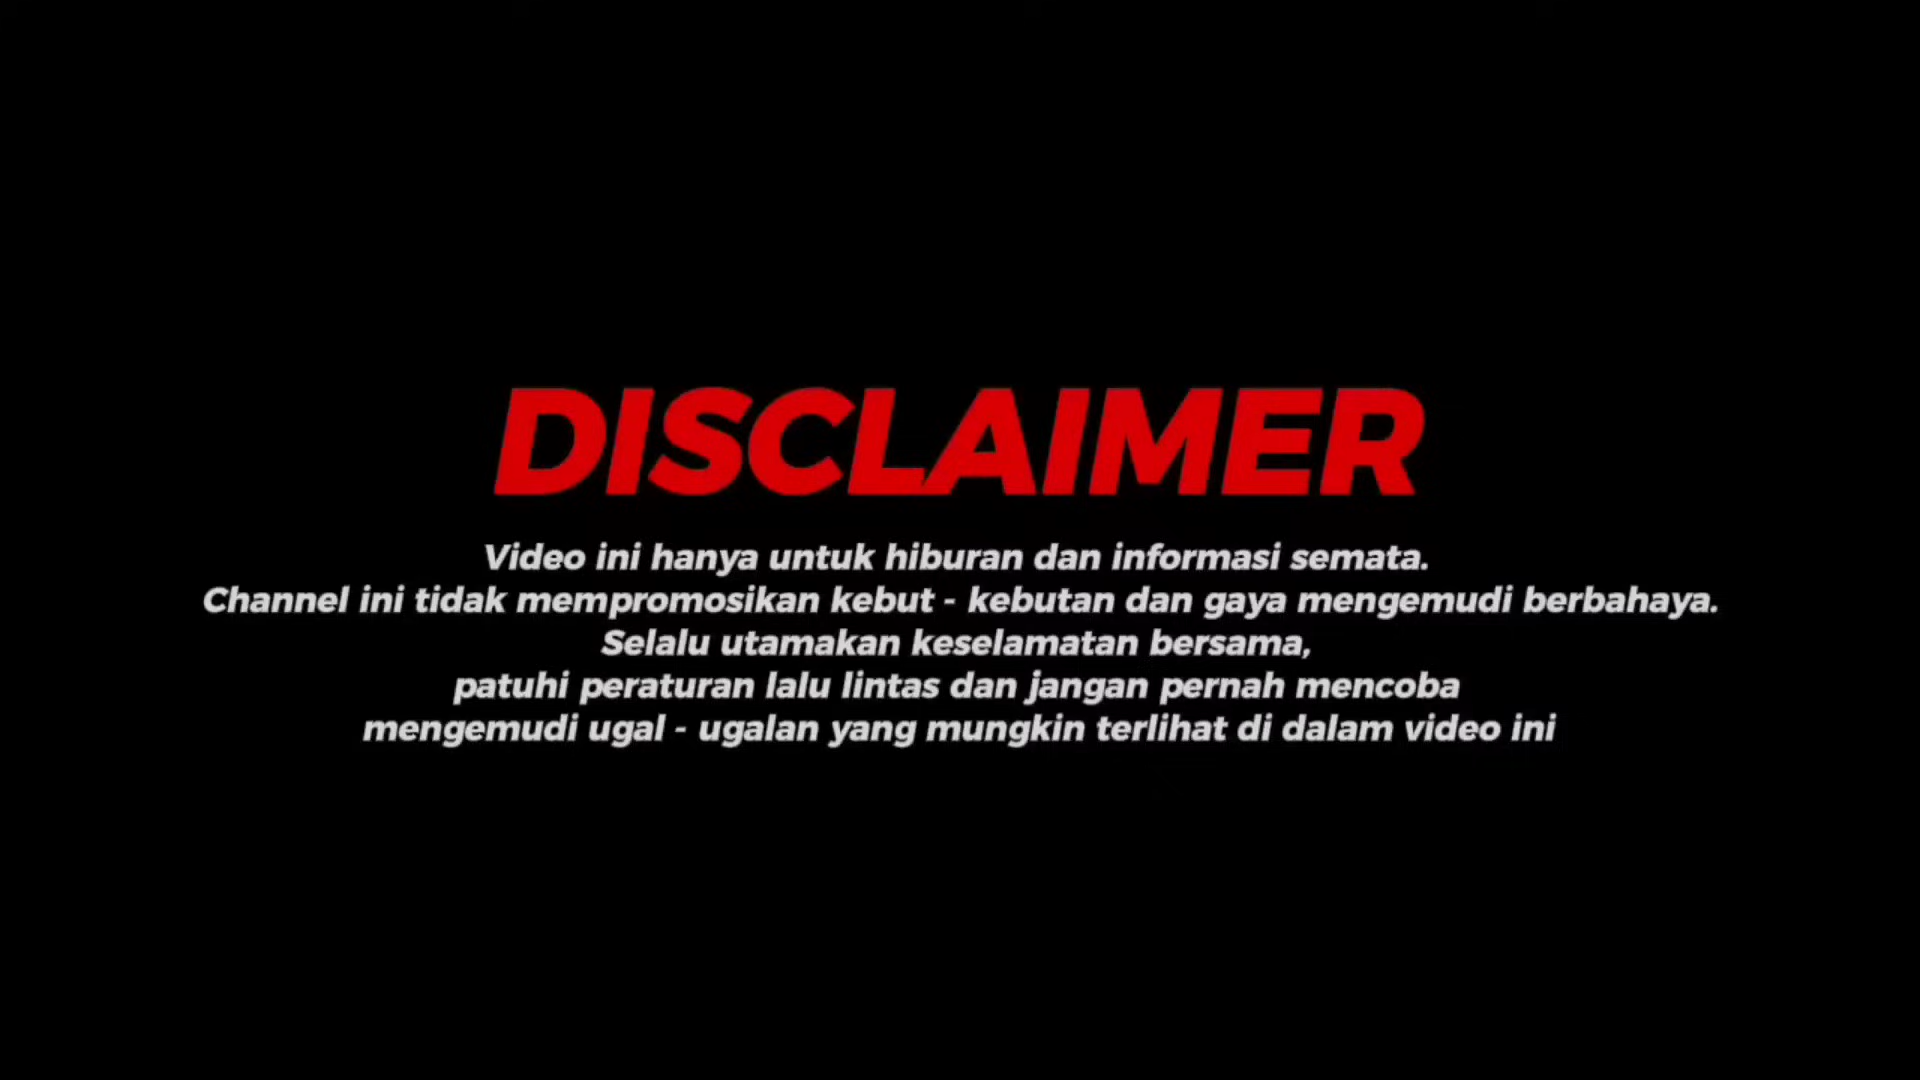 DISCLAIMER
Video ini hanya untuk hiburan dan informasi semata.
Channel ini tidak mempromosikan kebut - kebutan dan gaya mengemudi berbahaya.
Selalu utamakan keselamatan bersama,
patuhi peraturan lalu lintas dan jangan pernah mencoba
mengemudi ugal - ugalan yang mungkin terlihat di dalam video ini